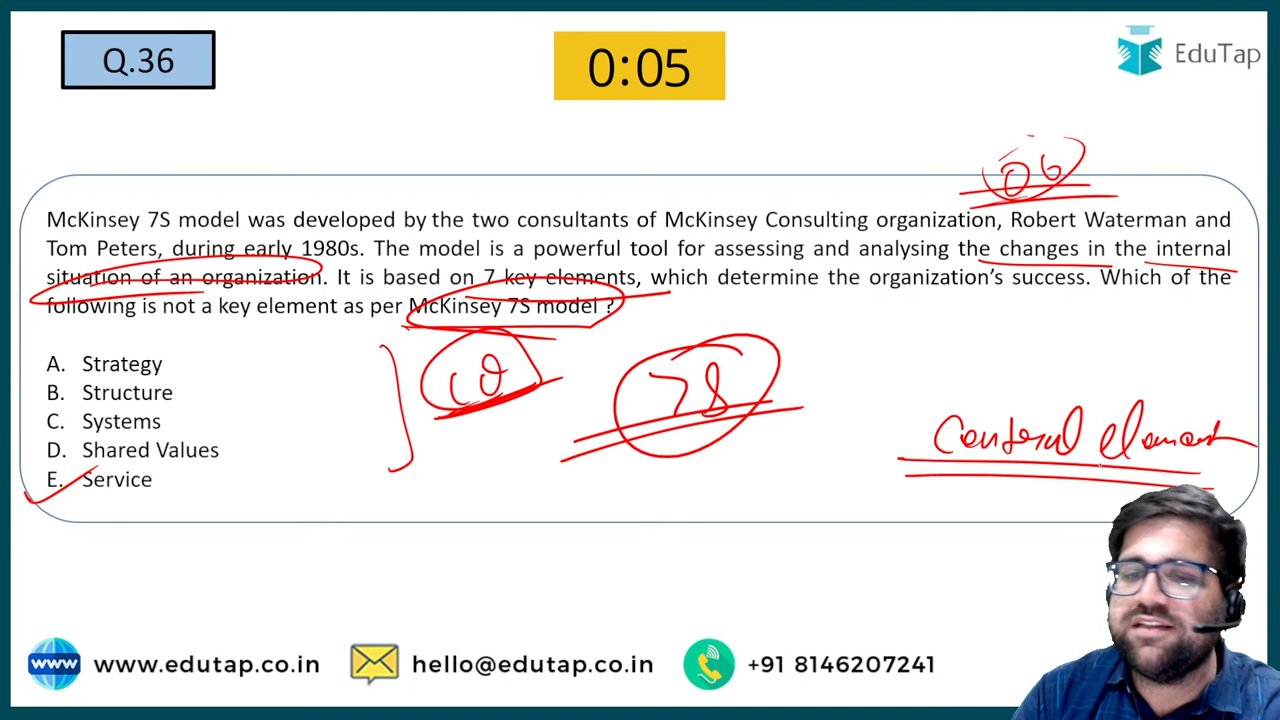 Q.36
0:05
EduTap
McKinsey 7S model was developed by the two consultants of McKinsey Consulting organization, Robert Waterman and
Tom Peters, during early 1980s. The model is a powerful tool for assessing and analysing the changes in the internal
situation of an organization. It is based on 7 key elements, which determine the organization's success. Which of the
following is not a key element as per McKinsey 7S model ?
A. Strategy
B. Structure
C. Systems
D. Shared Values
E. Service
7S
element
www
www.edutap.co.in
hello@edutap.co.in
+91 8146207241